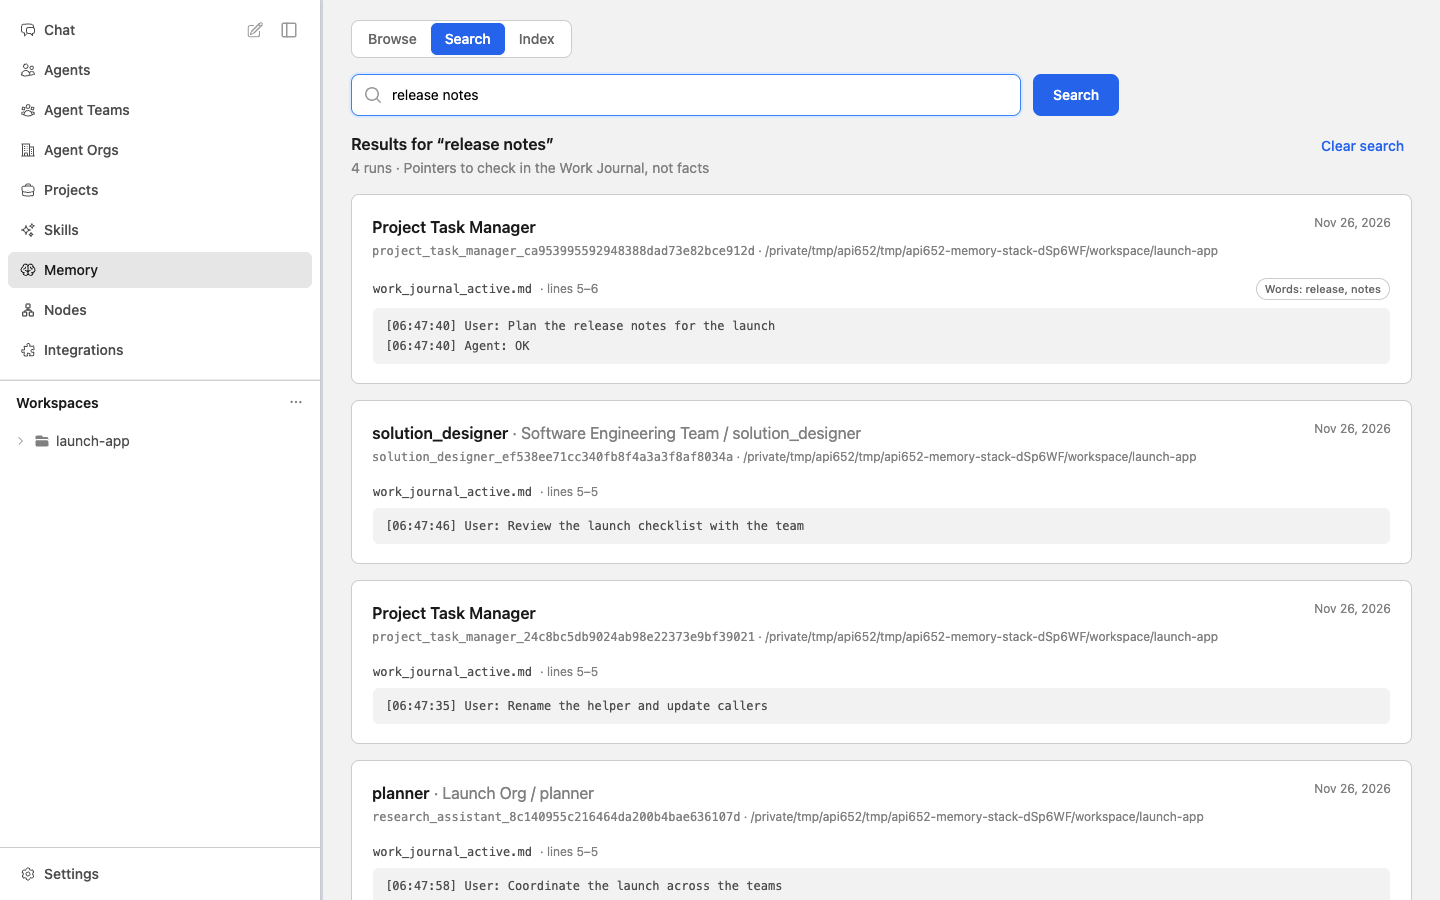 Chat
Agents
Agent Teams
Agent Orgs
Projects
Skills
Memory
Nodes
Integrations
Workspaces
launch-app
Settings
Browse
Search
Index
release notes
Search
Results for “release notes”
Clear search
4 runs · Pointers to check in the Work Journal, not facts
Project Task Manager
Nov 26, 2026
project_task_manager_ca953995592948388dad73e82bce912d · /private/tmp/api652/tmp/api652-memory-stack-dSp6WF/workspace/launch-app
work_journal_active.md · lines 5–6
Words: release, notes
[06:47:40] User: Plan the release notes for the launch
[06:47:40] Agent: OK
solution_designer · Software Engineering Team / solution_designer
Nov 26, 2026
solution_designer_ef538ee71cc340fb8f4a3a3f8af8034a · /private/tmp/api652/tmp/api652-memory-stack-dSp6WF/workspace/launch-app
work_journal_active.md · lines 5–5
[06:47:46] User: Review the launch checklist with the team
Project Task Manager
Nov 26, 2026
project_task_manager_24c8bc5db9024ab98e22373e9bf39021 · /private/tmp/api652/tmp/api652-memory-stack-dSp6WF/workspace/launch-app
work_journal_active.md · lines 5–5
[06:47:35] User: Rename the helper and update callers
planner · Launch Org / planner
Nov 26, 2026
research_assistant_8c140955c216464da200b4bae636107d · /private/tmp/api652/tmp/api652-memory-stack-dSp6WF/workspace/launch-app
work_journal_active.md · lines 5–5
[06:47:58] User: Coordinate the launch across the teams